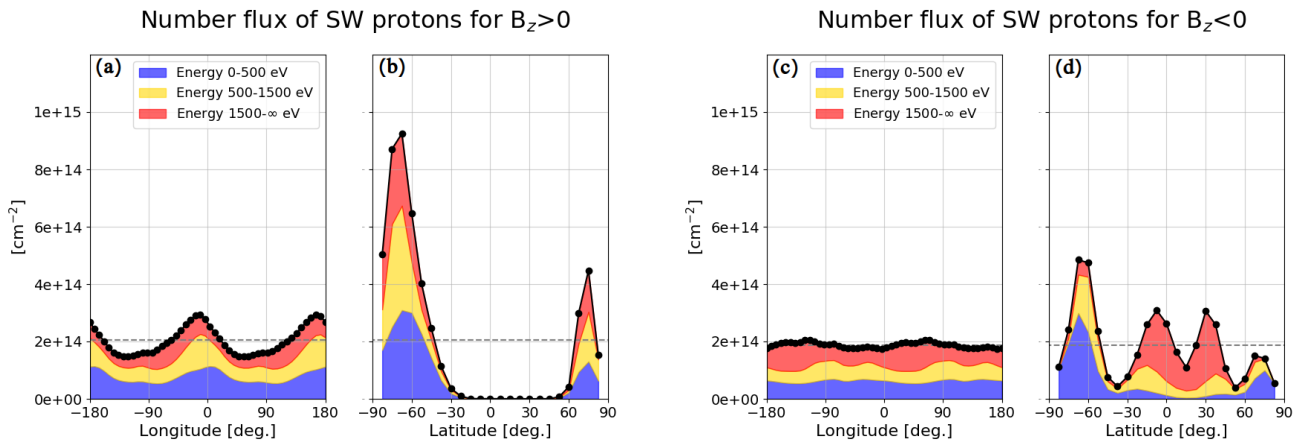 Number flux of SW protons for B_z>0
Number flux of SW protons for B_z<0
(a)
Energy 0-500 eV
Energy 500-1500 eV
Energy 1500-∞ eV
(b)
(c)
Energy 0-500 eV
Energy 500-1500 eV
Energy 1500-∞ eV
(d)
1e+15
8e+14
6e+14
4e+14
2e+14
0e+00
[cm⁻²]
−180 −90 0 90 180
Longitude [deg.]
−90 −60 −30 0 30 60 90
Latitude [deg.]
1e+15
8e+14
6e+14
4e+14
2e+14
0e+00
[cm⁻²]
−180 −90 0 90 180
Longitude [deg.]
−90 −60 −30 0 30 60 90
Latitude [deg.]